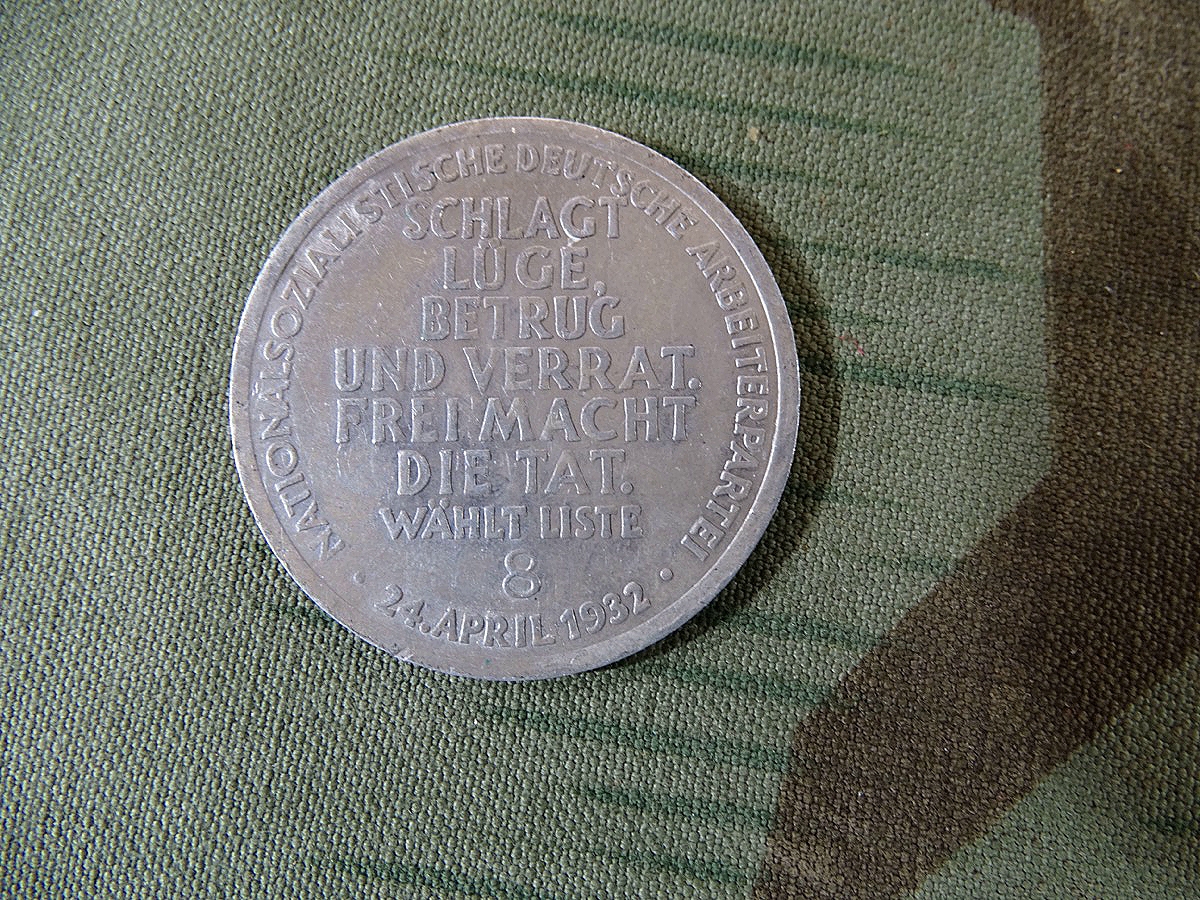 NATIONALSOZIALISTISCHE DEUTSCHE ARBEITERPARTEI
SCHLAGT
LÜGE,
BETRUG
UND VERRAT.
FREI MACHT
DIE TAT.
WÄHLT LISTE
8
· 24. APRIL 1932 ·